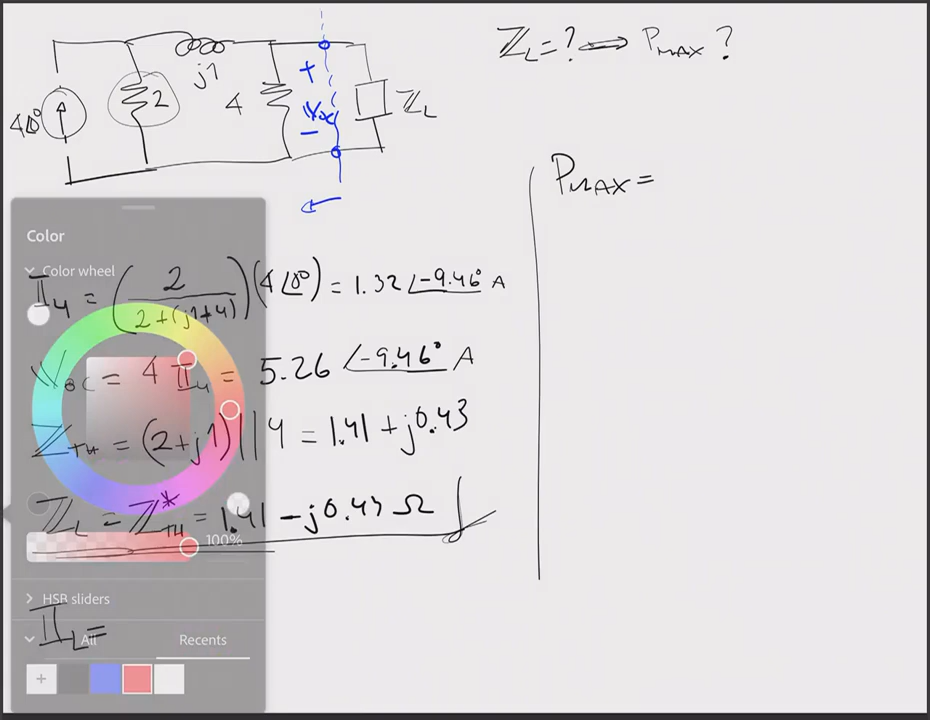 Z_L = ? ⟷ P_MAX ?
j1
4∠0°
2
4
+
V_x
−
Z_L
P_MAX =
Color
Color wheel
I_4 = (2 / (2+(j1+4))) (4∠0°) = 1.32 ∠-9.46° A
V_OC = 4 I_4 = 5.26 ∠-9.46° A
Z_TH = (2+j1) || 4 = 1.41 + j0.43
Z_L = Z_TH* = 1.41 - j0.43 Ω
100%
HSB sliders
I_L =
All
Recents
+